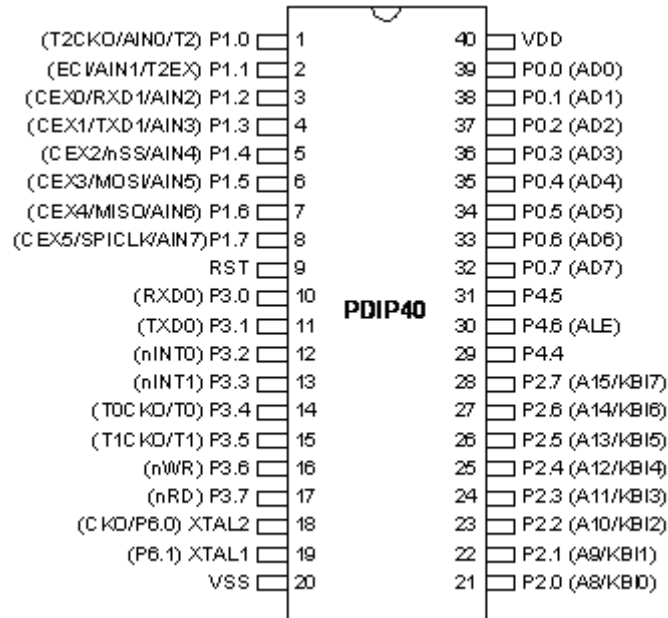 (T2CKO/AIN0/T2) P1.0 1 40 VDD
(ECI/AIN1/T2EX) P1.1 2 39 P0.0 (AD0)
(CEX0/RXD1/AIN2) P1.2 3 38 P0.1 (AD1)
(CEX1/TXD1/AIN3) P1.3 4 37 P0.2 (AD2)
(CEX2/nSS/AIN4) P1.4 5 36 P0.3 (AD3)
(CEX3/MOSI/AIN5) P1.5 6 35 P0.4 (AD4)
(CEX4/MISO/AIN6) P1.6 7 34 P0.5 (AD5)
(CEX5/SPICLK/AIN7)P1.7 8 33 P0.6 (AD6)
RST 9 32 P0.7 (AD7)
(RXD0) P3.0 10 PDIP40 31 P4.5
(TXD0) P3.1 11 30 P4.6 (ALE)
(nINT0) P3.2 12 29 P4.4
(nINT1) P3.3 13 28 P2.7 (A15/KBI7)
(T0CKO/T0) P3.4 14 27 P2.6 (A14/KBI6)
(T1CKO/T1) P3.5 15 26 P2.5 (A13/KBI5)
(nWR) P3.6 16 25 P2.4 (A12/KBI4)
(nRD) P3.7 17 24 P2.3 (A11/KBI3)
(CKO/P6.0) XTAL2 18 23 P2.2 (A10/KBI2)
(P6.1) XTAL1 19 22 P2.1 (A9/KBI1)
VSS 20 21 P2.0 (A8/KBI0)